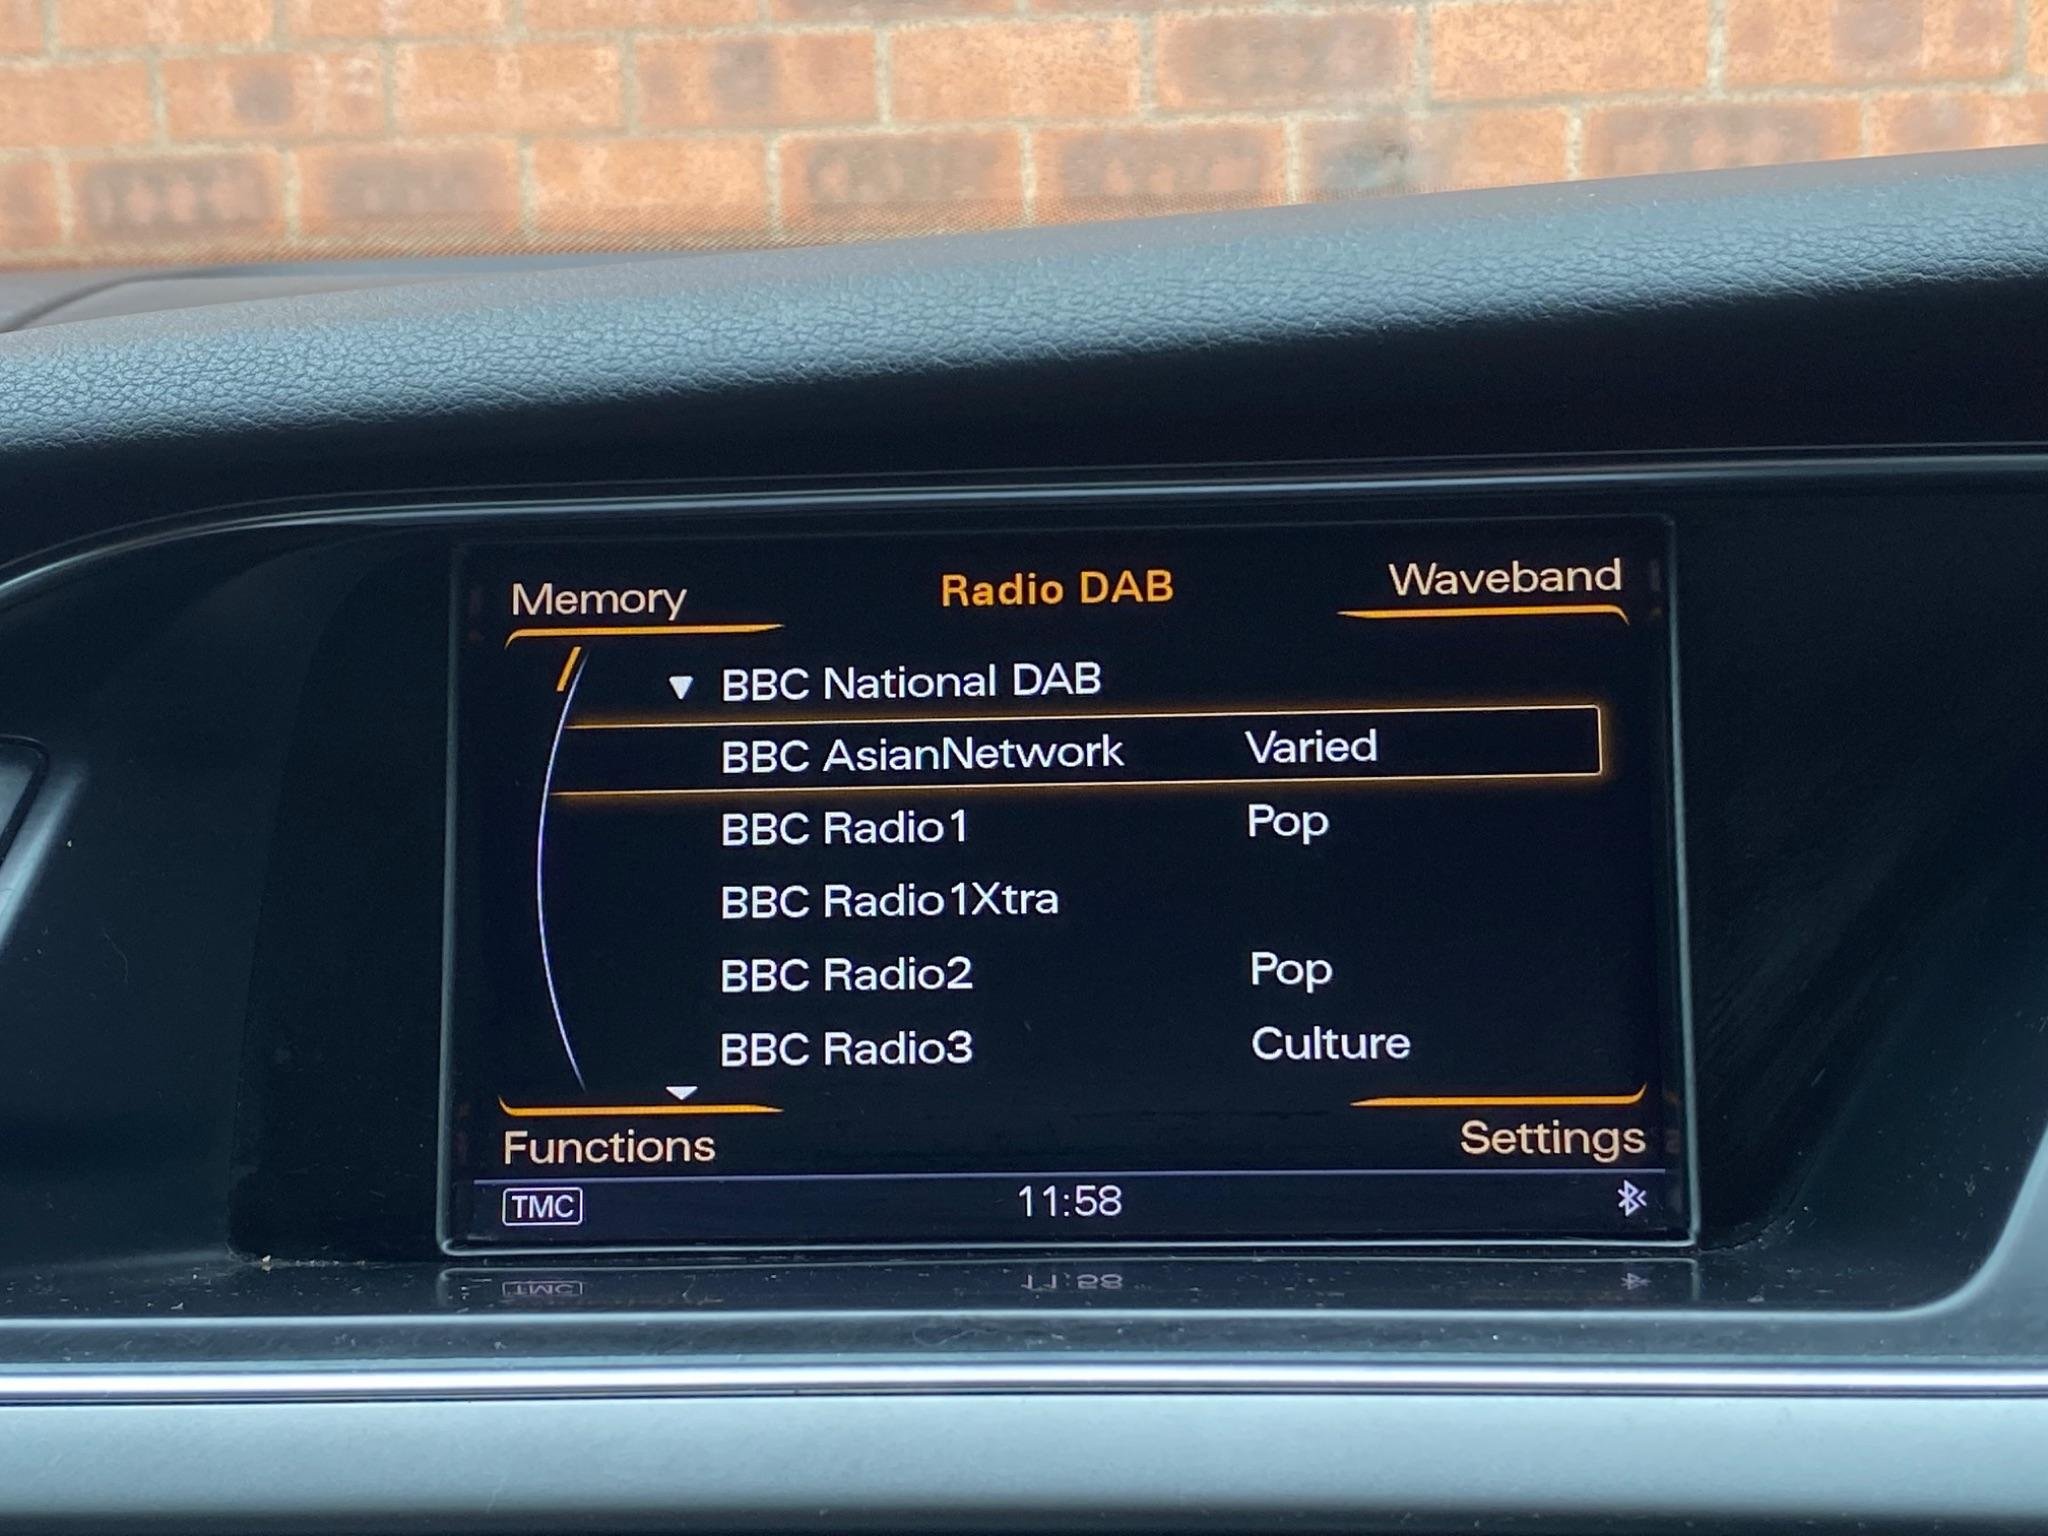 Memory Radio DAB Waveband
BBC National DAB
BBC AsianNetwork Varied
BBC Radio1 Pop
BBC Radio1Xtra
BBC Radio2 Pop
BBC Radio3 Culture
Functions Settings
TMC 11:58